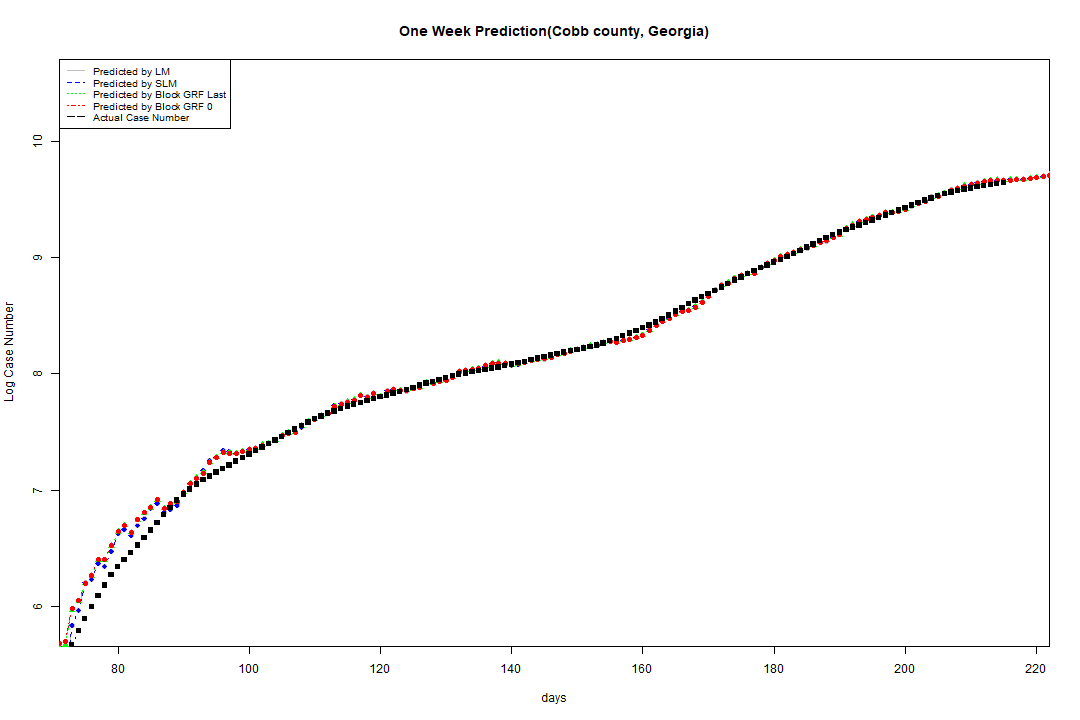 One Week Prediction(Cobb county, Georgia)
Predicted by LM
Predicted by SLM
Predicted by Block GRF Last
Predicted by Block GRF 0
Actual Case Number
10
9
8
7
6
Log Case Number
80 100 120 140 160 180 200 220
days